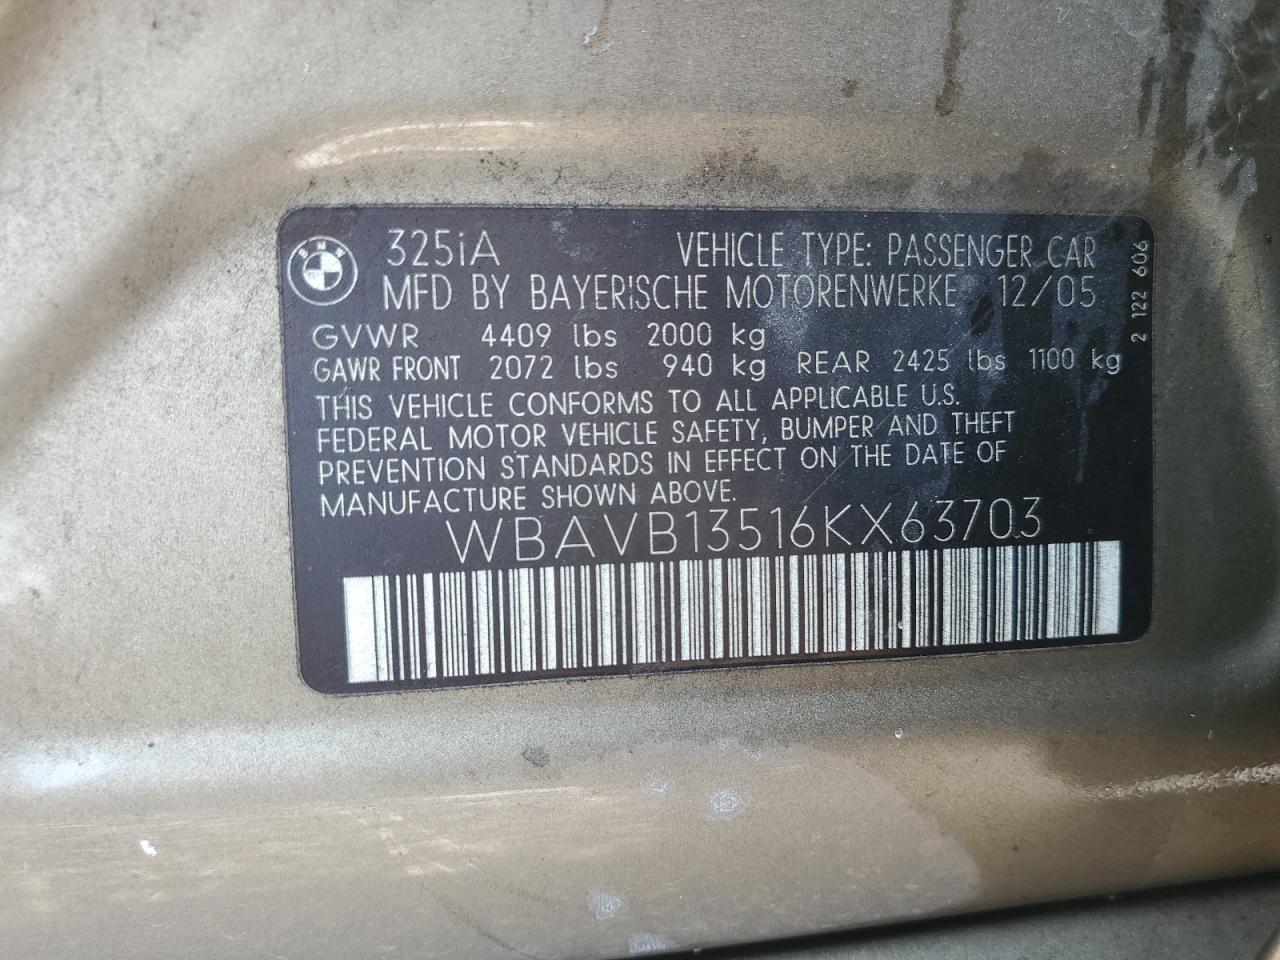 BMW
325iA VEHICLE TYPE: PASSENGER CAR
MFD BY BAYERISCHE MOTORENWERKE 12/05
GVWR 4409 lbs 2000 kg
GAWR FRONT 2072 lbs 940 kg REAR 2425 lbs 1100 kg
THIS VEHICLE CONFORMS TO ALL APPLICABLE U.S.
FEDERAL MOTOR VEHICLE SAFETY, BUMPER AND THEFT
PREVENTION STANDARDS IN EFFECT ON THE DATE OF
MANUFACTURE SHOWN ABOVE.
WBAVB13516KX63703
2 122 606